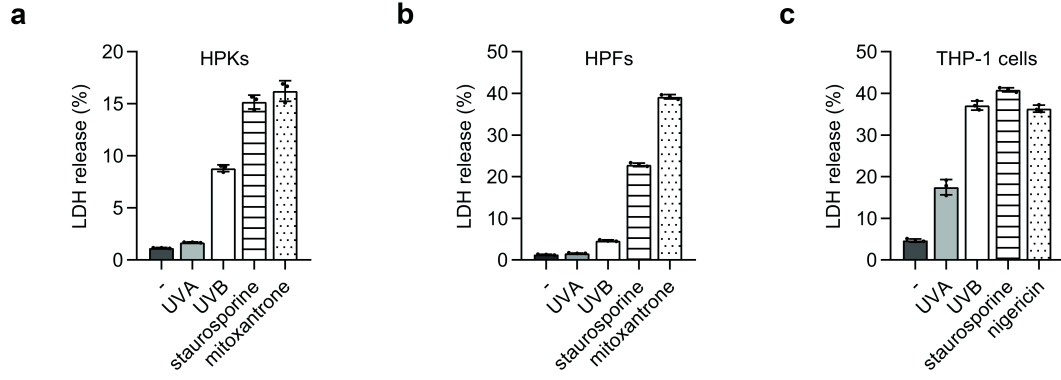 a
HPKs
LDH release (%)
20
15
10
5
0
-
UVA
UVB
staurosporine
mitoxantrone
b
HPFs
LDH release (%)
50
40
30
20
10
0
-
UVA
UVB
staurosporine
mitoxantrone
c
THP-1 cells
LDH release (%)
50
40
30
20
10
0
-
UVA
UVB
staurosporine
nigericin